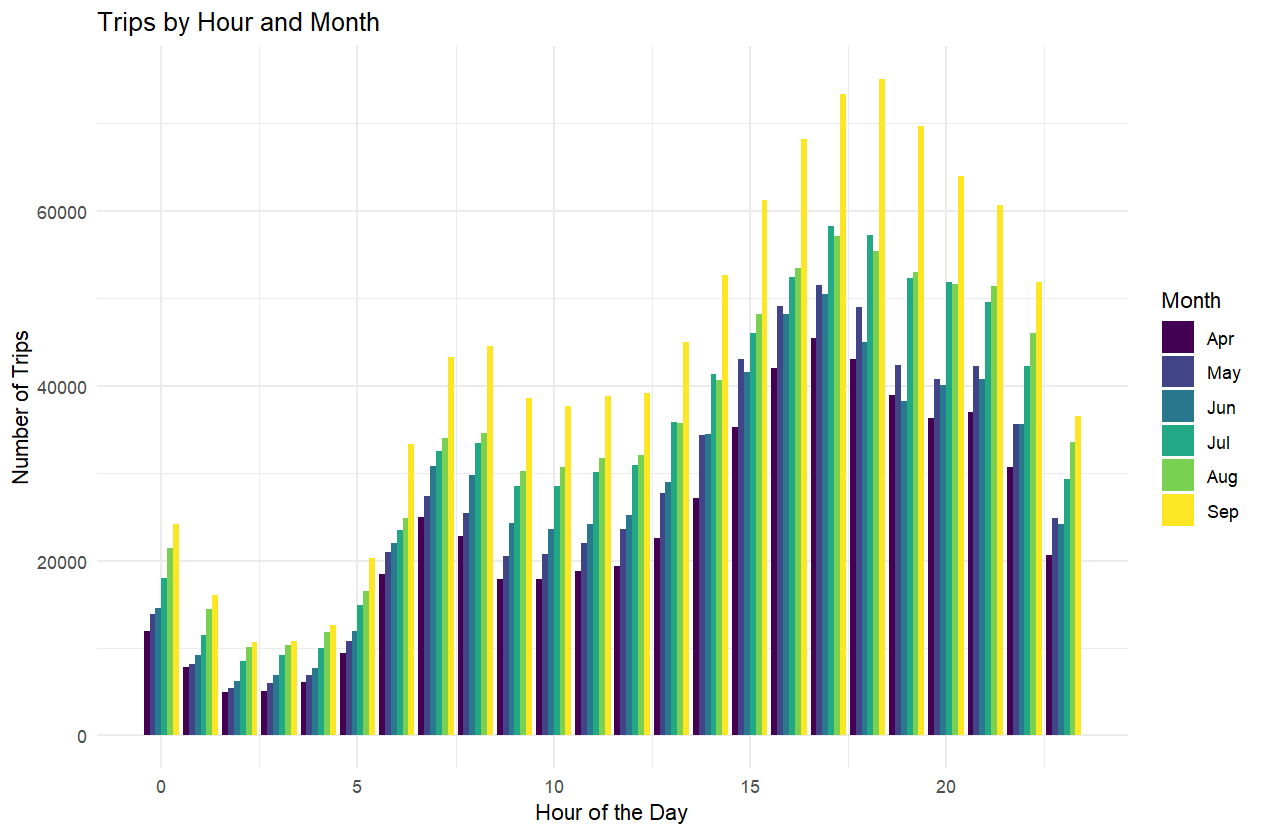 Trips by Hour and Month
Number of Trips
60000
40000
20000
0
0 5 10 15 20
Hour of the Day
Month
Apr
May
Jun
Jul
Aug
Sep